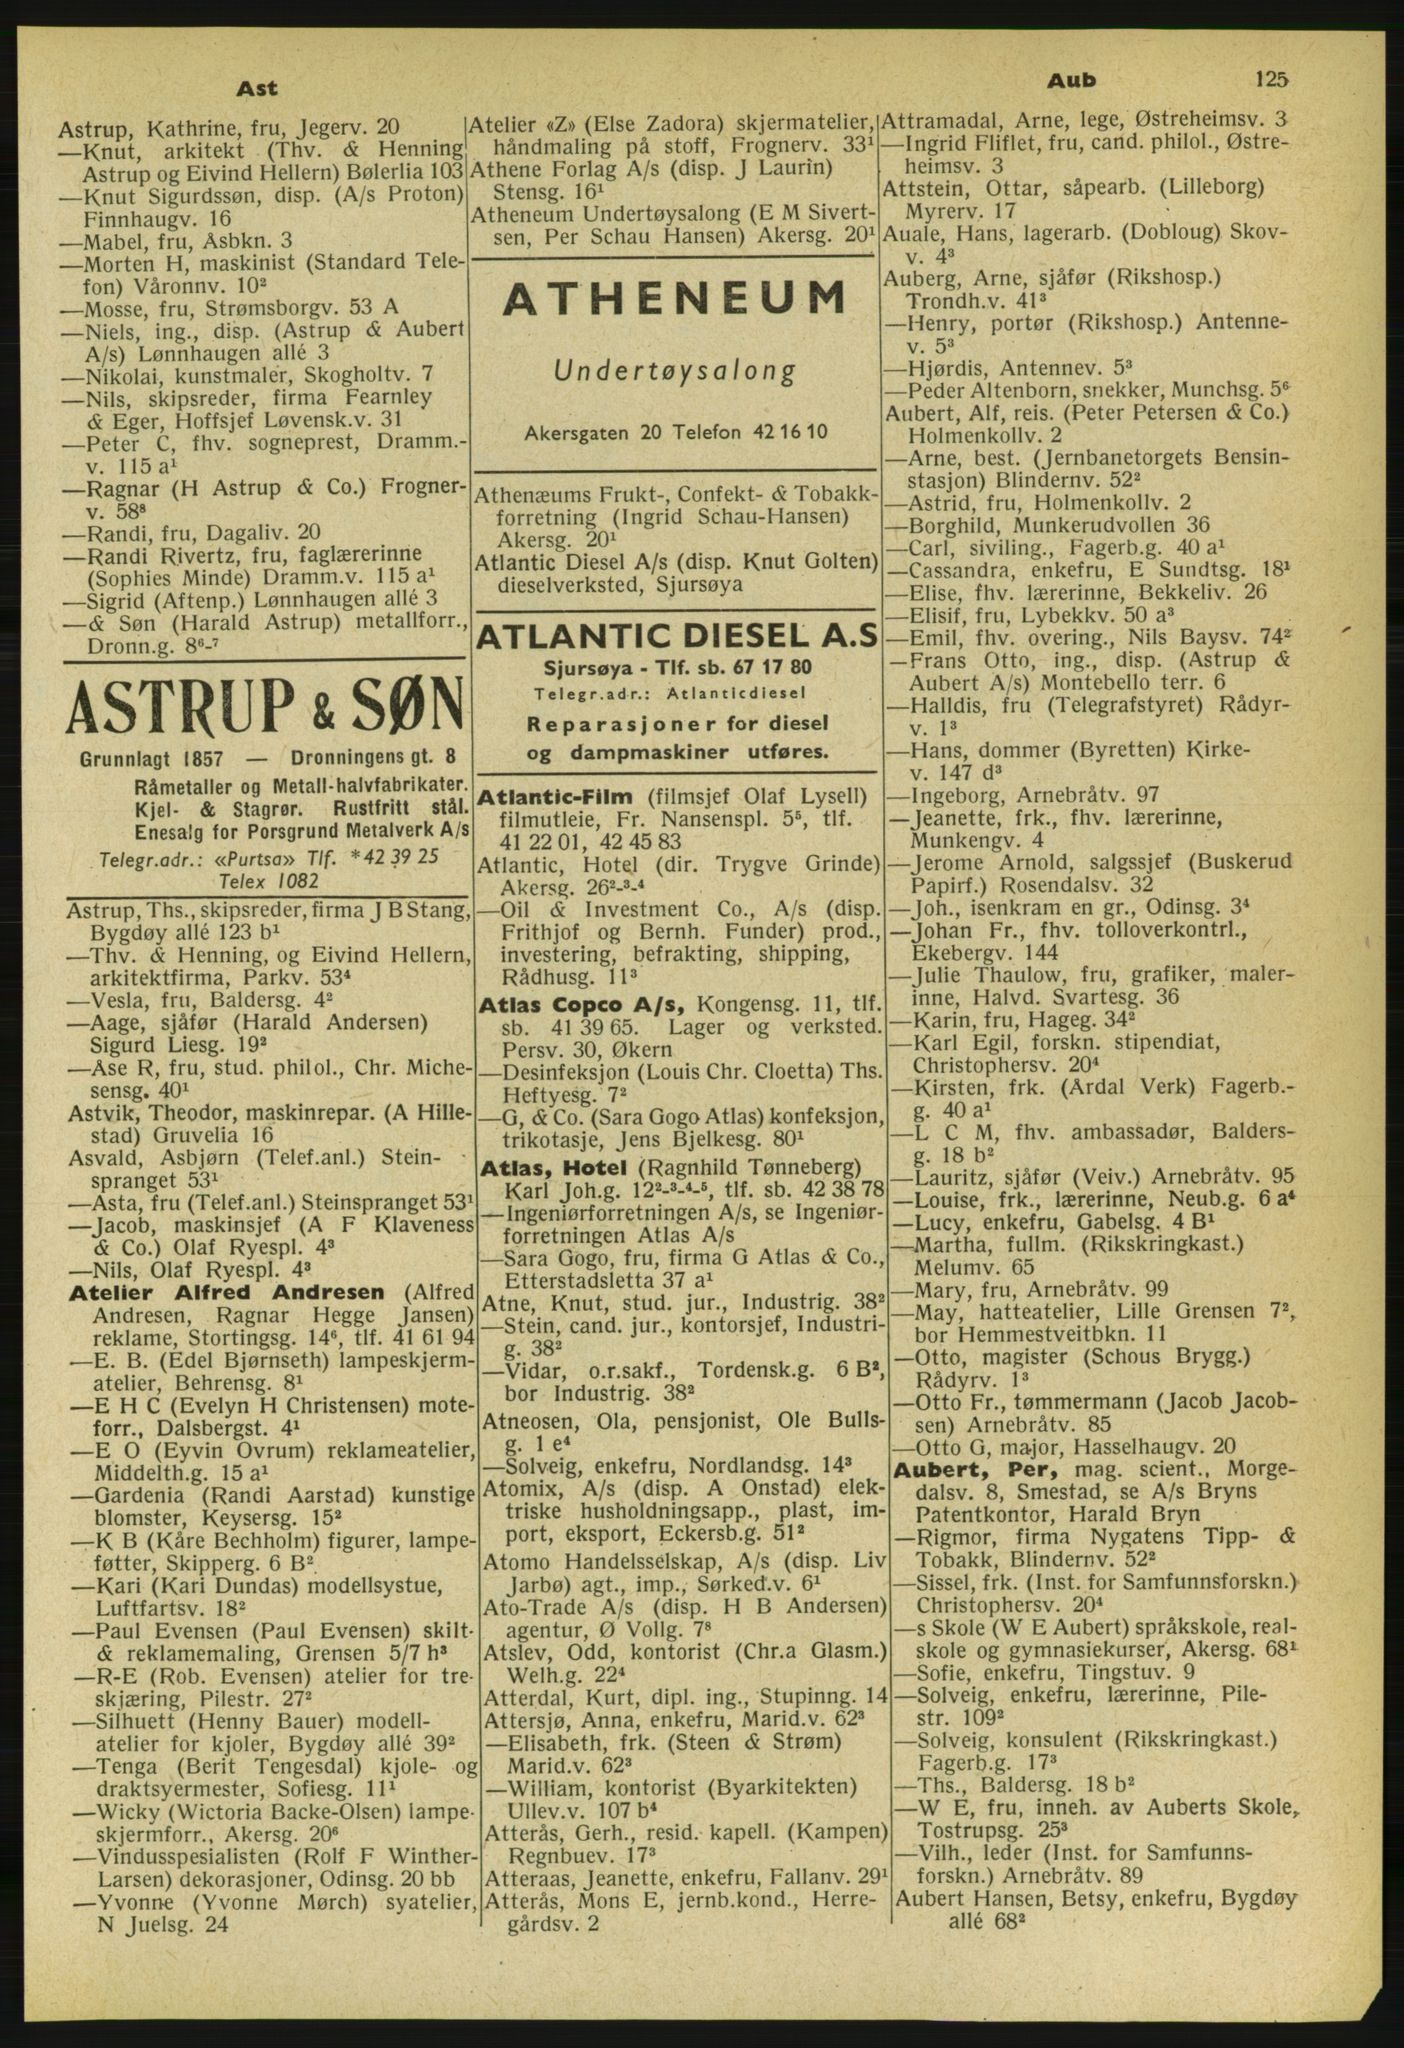 Ast
Aub
125
Astrup, Kathrine, fru, Jegerv. 20
—Knut, arkitekt (Thv. & Henning
Astrup og Eivind Hellern) Bølerlia 103
—Knut Sigurdssøn, disp. (A/s Proton)
Finnhaugv. 16
—Mabel, fru, Åsbkn. 3
—Morten H, maskinist (Standard Tele-
fon) Våronnv. 10²
—Mosse, fru, Strømsborgv. 53 A
—Niels, ing., disp. (Astrup & Aubert
A/s) Lønnhaugen allé 3
—Nikolai, kunstmaler, Skogholtv. 7
—Nils, skipsreder, firma Fearnley
& Eger, Hoffsjef Løvensk.v. 31
—Peter C, fhv. sogneprest, Dramm.-
v. 115 a¹
—Ragnar (H Astrup & Co.) Frogner-
v. 58⁸
—Randi, fru, Dagaliv. 20
—Randi Rivertz, fru, faglærerinne
(Sophies Minde) Dramm.v. 115 a¹
—Sigrid (Aftenp.) Lønnhaugen allé 3
—& Søn (Harald Astrup) metallforr.,
Dronn.g. 8⁶-⁷
ASTRUP & SØN
Grunnlagt 1857 — Dronningens gt. 8
Råmetaller og Metall-halvfabrikater.
Kjel- & Stagrør. Rustfritt stål.
Enesalg for Porsgrund Metalverk A/s
Telegr.adr.: «Purtsa» Tlf. *42 39 25
Telex 1082
Astrup, Ths., skipsreder, firma J B Stang,
Bygdøy allé 123 b¹
—Thv. & Henning, og Eivind Hellern,
arkitektfirma, Parkv. 53⁴
—Vesla, fru, Baldersg. 4²
—Aage, sjåfør (Harald Andersen)
Sigurd Liesg. 19²
—Åse R, fru, stud. philol., Chr. Miche-
sensg. 40¹
Astvik, Theodor, maskinrepar. (A Hille-
stad) Gruvelia 16
Asvald, Asbjørn (Telef.anl.) Stein-
spranget 53¹
—Asta, fru (Telef.anl.) Steinspranget 53¹
—Jacob, maskinsjef (A F Klaveness
& Co.) Olaf Ryespl. 4³
—Nils, Olaf Ryespl. 4³
Atelier Alfred Andresen (Alfred
Andresen, Ragnar Hegge Jansen)
reklame, Stortingsg. 14⁶, tlf. 41 61 94
—E. B. (Edel Bjørnseth) lampeskjerm-
atelier, Behrensg. 8¹
—E H C (Evelyn H Christensen) mote-
forr., Dalsbergst. 4¹
—E O (Eyvin Ovrum) reklameatelier,
Middelth.g. 15 a¹
—Gardenia (Randi Aarstad) kunstige
blomster, Keysersg. 15²
—K B (Kåre Bechholm) figurer, lampe-
føtter, Skipperg. 6 B²
—Kari (Kari Dundas) modellsystue,
Luftfartsv. 18²
—Paul Evensen (Paul Evensen) skilt-
& reklamemaling, Grensen 5/7 h³
—R-E (Rob. Evensen) atelier for tre-
skjæring, Pilestr. 27²
—Silhuett (Henny Bauer) modell-
atelier for kjoler, Bygdøy allé 39²
—Tenga (Berit Tengesdal) kjole- og
draktsyermester, Sofiesg. 11¹
—Wicky (Wictoria Backe-Olsen) lampe-
skjermforr., Akersg. 20⁶
—Vindusspesialisten (Rolf F Winther-
Larsen) dekorasjoner, Odinsg. 20 bb
—Yvonne (Yvonne Mørch) syatelier,
N Juelsg. 24
Atelier «Z» (Else Zadora) skjermatelier,
håndmaling på stoff, Frognerv. 33¹
Athene Forlag A/s (disp. J Laurin)
Stensg. 16¹
Atheneum Undertøysalong (E M Sivert-
sen, Per Schau Hansen) Akersg. 20¹
ATHENEUM
Undertøysalong
Akersgaten 20 Telefon 42 16 10
Athenæums Frukt-, Confekt- & Tobakk-
forretning (Ingrid Schau-Hansen)
Akersg. 20¹
Atlantic Diesel A/s (disp. Knut Golten)
dieselverksted, Sjursøya
ATLANTIC DIESEL A.S
Sjursøya - Tlf. sb. 67 17 80
Telegr.adr.: Atlanticdiesel
Reparasjoner for diesel
og dampmaskiner utføres.
Atlantic-Film (filmsjef Olaf Lysell)
filmutleie, Fr. Nansenspl. 5⁵, tlf.
41 22 01, 42 45 83
Atlantic, Hotel (dir. Trygve Grinde)
Akersg. 26²-³-⁴
—Oil & Investment Co., A/s (disp.
Frithjof og Bernh. Funder) prod.,
investering, befrakting, shipping,
Rådhusg. 11³
Atlas Copco A/s, Kongensg. 11, tlf.
sb. 41 39 65. Lager og verksted.
Persv. 30, Økern
—Desinfeksjon (Louis Chr. Cloetta) Ths.
Heftyesg. 7²
—G, & Co. (Sara Gogo Atlas) konfeksjon,
trikotasje, Jens Bjelkesg. 80¹
Atlas, Hotel (Ragnhild Tønneberg)
Karl Joh.g. 12²-³-⁴-⁵, tlf. sb. 42 38 78
—Ingeniørforretningen A/s, se Ingeniør-
forretningen Atlas A/s
—Sara Gogo, fru, firma G Atlas & Co.,
Etterstadsletta 37 a¹
Atne, Knut, stud. jur., Industrig. 38²
—Stein, cand. jur., kontorsjef, Industri-
g. 38²
—Vidar, o.r.sakf., Tordensk.g. 6 B²,
bor Industrig. 38²
Atneosen, Ola, pensjonist, Ole Bulls-
g. 1 e⁴
—Solveig, enkefru, Nordlandsg. 14³
Atomix, A/s (disp. A Onstad) elek-
triske husholdningsapp., plast, im-
port, eksport, Eckersb.g. 51²
Atomo Handelsselskap, A/s (disp. Liv
Jarbø) agt., imp., Sørked.v. 6¹
Ato-Trade A/s (disp. H B Andersen)
agentur, Ø Vollg. 7⁸
Atslev, Odd, kontorist (Chr.a Glasm.)
Welh.g. 22⁴
Atterdal, Kurt, dipl. ing., Stupinng. 14
Attersjø, Anna, enkefru, Marid.v. 62³
—Elisabeth, frk. (Steen & Strøm)
Marid.v. 62³
—William, kontorist (Byarkitekten)
Ullev.v. 107 b⁴
Atterås, Gerh., resid. kapell. (Kampen)
Regnbuev. 17³
Atteraas, Jeanette, enkefru, Fallanv. 29¹
Atterås, Mons E, jernb.kond., Herre-
gårdsv. 2
Attramadal, Arne, lege, Østreheimsv. 3
—Ingrid Fliflet, fru, cand. philol., Østre-
heimsv. 3
Attstein, Ottar, såpearb. (Lilleborg)
Myrerv. 17
Auale, Hans, lagerarb. (Dobloug) Skov-
v. 4³
Auberg, Arne, sjåfør (Rikshosp.)
Trondh.v. 41³
—Henry, portør (Rikshosp.) Antenne-
v. 5³
—Hjørdis, Antennev. 5³
—Peder Altenborn, snekker, Munchsg. 5⁶
Aubert, Alf, reis. (Peter Petersen & Co.)
Holmenkollv. 2
—Arne, best. (Jernbanetorgets Bensin-
stasjon) Blindernv. 52²
—Astrid, fru, Holmenkollv. 2
—Borghild, Munkerudvollen 36
—Carl, siviling., Fagerb.g. 40 a¹
—Cassandra, enkefru, E Sundtsg. 18¹
—Elise, fhv. lærerinne, Bekkeliv. 26
—Elisif, fru, Lybekkv. 50 a³
—Emil, fhv. overing., Nils Baysv. 74²
—Frans Otto, ing., disp. (Astrup &
Aubert A/s) Montebello terr. 6
—Halldis, fru (Telegrafstyret) Rådyr-
v. 1³
—Hans, dommer (Byretten) Kirke-
v. 147 d³
—Ingeborg, Arnebråtv. 97
—Jeanette, frk., fhv. lærerinne,
Munkengv. 4
—Jerome Arnold, salgssjef (Buskerud
Papirf.) Rosendalsv. 32
—Joh., isenkram en gr., Odinsg. 3⁴
—Johan Fr., fhv. tolloverkontrl.,
Ekebergv. 144
—Julie Thaulow, fru, grafiker, maler-
inne, Halvd. Svartesg. 36
—Karin, fru, Hageg. 34²
—Karl Egil, forskn. stipendiat,
Christophersv. 20⁴
—Kirsten, frk. (Årdal Verk) Fagerb.-
g. 40 a¹
—L C M, fhv. ambassadør, Balders-
g. 18 b²
—Lauritz, sjåfør (Veiv.) Arnebråtv. 95
—Louise, frk., lærerinne, Neub.g. 6 a⁴
—Lucy, enkefru, Gabelsg. 4 B¹
—Martha, fullm. (Rikskringkast.)
Melumv. 65
—Mary, fru, Arnebråtv. 99
—May, hatteatelier, Lille Grensen 7²,
bor Hemmestveitbkn. 11
—Otto, magister (Schous Brygg.)
Rådyrv. 1³
—Otto Fr., tømmermann (Jacob Jacob-
sen) Arnebråtv. 85
—Otto G, major, Hasselhaugv. 20
Aubert, Per, mag. scient., Morge-
dalsv. 8, Smestad, se A/s Bryns
Patentkontor, Harald Bryn
—Rigmor, firma Nygatens Tipp- &
Tobakk, Blindernv. 52²
—Sissel, frk. (Inst. for Samfunnsforskn.)
Christophersv. 20⁴
—s Skole (W E Aubert) språkskole, real-
skole og gymnasiekurser, Akersg. 68¹
—Sofie, enkefru, Tingstuv. 9
—Solveig, enkefru, lærerinne, Pile-
str. 109²
—Solveig, konsulent (Rikskringkast.)
Fagerb.g. 17³
—Ths., Baldersg. 18 b²
—W E, fru, inneh. av Auberts Skole,
Tostrupsg. 25³
—Vilh., leder (Inst. for Samfunns-
forskn.) Arnebråtv. 89
Aubert Hansen, Betsy, enkefru, Bygdøy
allé 68²